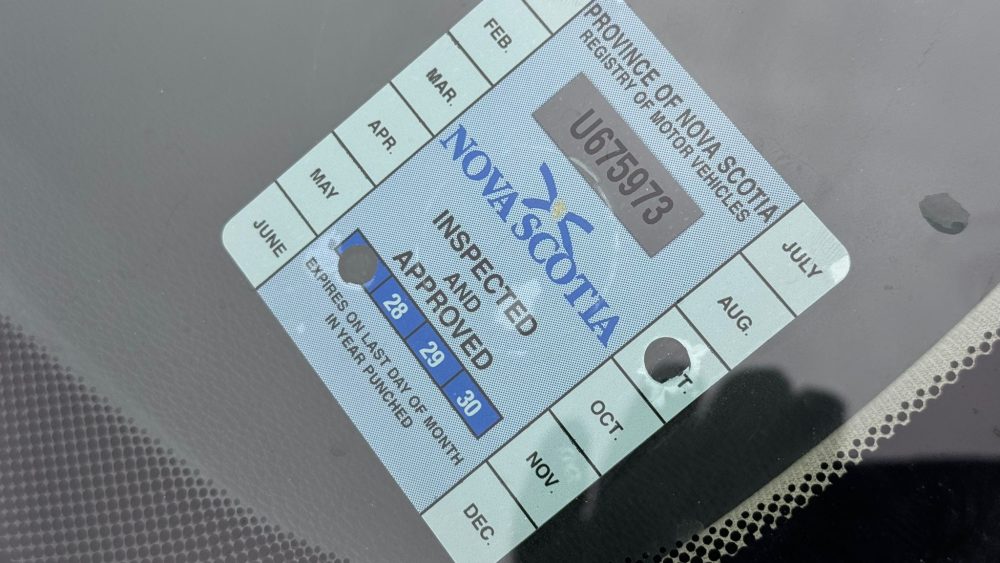 PROVINCE OF NOVA SCOTIA
REGISTRY OF MOTOR VEHICLES
U675973
NOVA SCOTIA
INSPECTED
AND
APPROVED
28
29
30
EXPIRES ON LAST DAY OF MONTH
IN YEAR PUNCHED
FEB.
MAR.
APR.
MAY
JUNE
JULY
AUG.
T.
OCT.
NOV.
DEC.